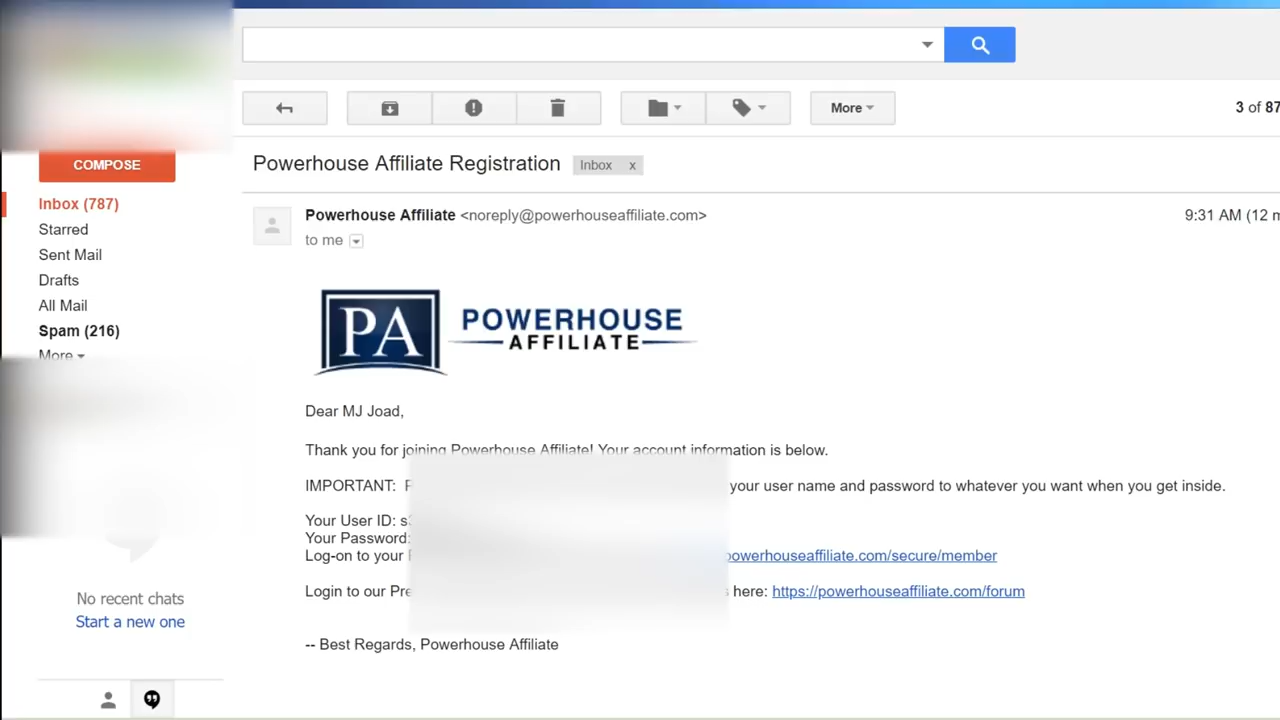 More
3 of 87
COMPOSE
Powerhouse Affiliate Registration
Inbox x
Inbox (787)
Starred
Sent Mail
Drafts
All Mail
Spam (216)
More
Powerhouse Affiliate <noreply@powerhouseaffiliate.com>
9:31 AM (12 m
to me
PA POWERHOUSE
AFFILIATE
Dear MJ Joad,
Thank you for joining Powerhouse Affiliate! Your account information is below.
IMPORTANT: your user name and password to whatever you want when you get inside.
Your User ID:
Your Password:
Log-on to your powerhouseaffiliate.com/secure/member
Login to our here: https://powerhouseaffiliate.com/forum
-- Best Regards, Powerhouse Affiliate
No recent chats
Start a new one